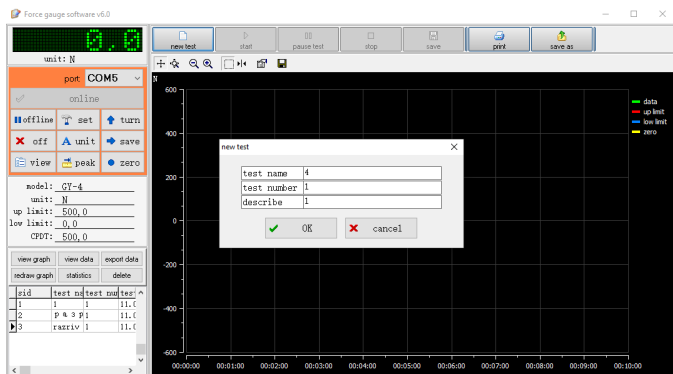 Force gauge software v6.0
0.0
unit: N
new test
start
pause test
stop
save
print
save as
port COM5
online
offline set turn
off unit save
view peak zero
model: GY-4
unit: N
up limit: 500,0
low limit: 0,0
CPDT: 500,0
view graph view data export data
redraw graph statistics delete
sid test na test nu test
1 1 1 11.0
2 р а з р 1 11.0
3 razriv 1 11.0
N
600
400
200
0
-200
-400
-600
00:00:00 00:01:00 00:02:00 00:03:00 00:04:00 00:05:00 00:06:00 00:07:00 00:08:00 00:09:00 00:10:00
data
up limit
low limit
zero
new test
test name 4
test number 1
describe 1
OK cancel